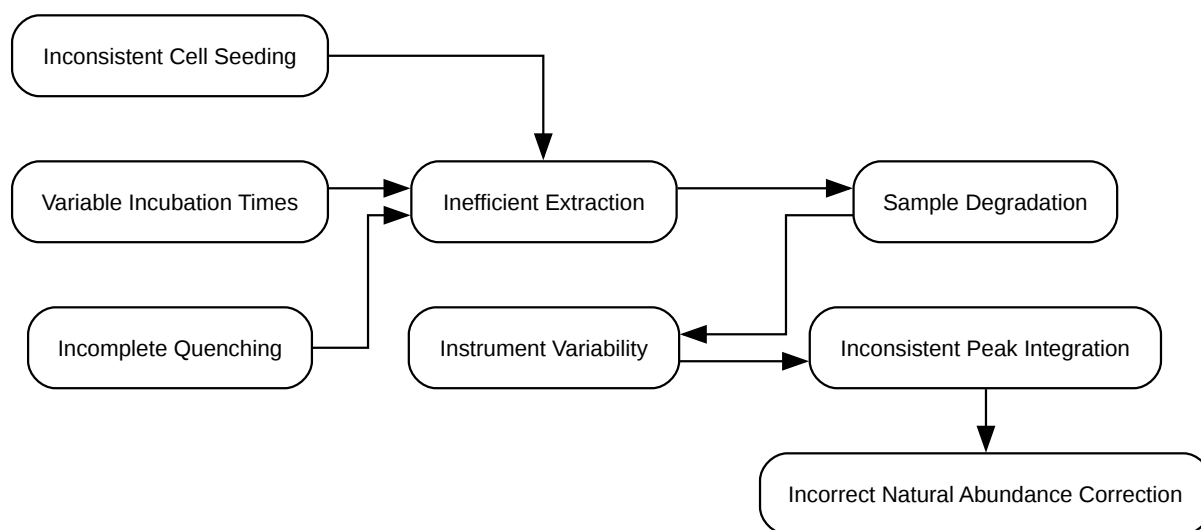 Inconsistent Cell Seeding
Variable Incubation Times
Inefficient Extraction
Sample Degradation
Incomplete Quenching
Instrument Variability
Inconsistent Peak Integration
Incorrect Natural Abundance Correction